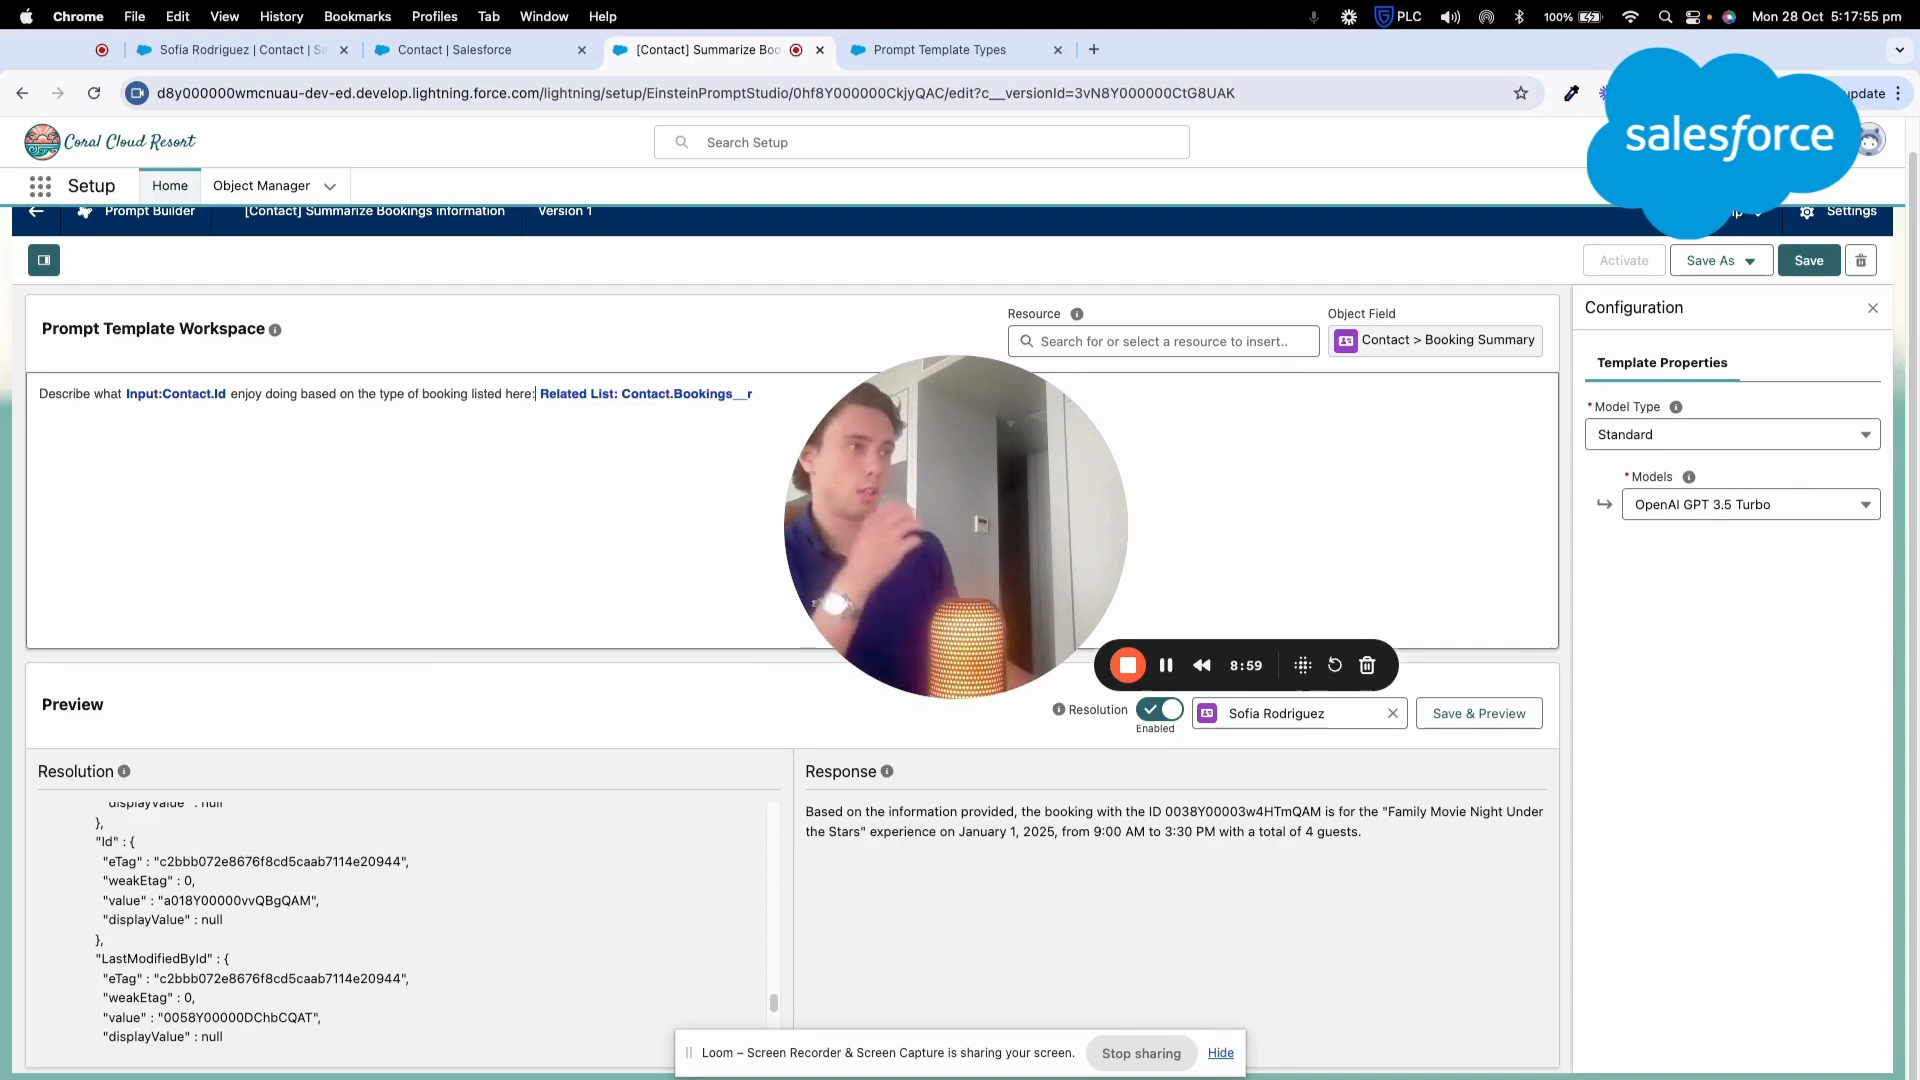 Chrome File Edit View History Bookmarks Profiles Tab Window Help PLC 100% Mon 28 Oct 5:17:55 pm
Sofia Rodriguez | Contact | Sa
Contact | Salesforce
[Contact] Summarize Boo
Prompt Template Types
d8y000000wmcnuau-dev-ed.develop.lightning.force.com/lightning/setup/EinsteinPromptStudio/0hf8Y000000CkjyQAC/edit?c__versionId=3vN8Y000000CtG8UAK
update
salesforce
Coral Cloud Resort
Search Setup
Setup Home Object Manager
Prompt Builder [Contact] Summarize Bookings information Version 1 Settings
Activate Save As Save
Prompt Template Workspace
Resource
Search for or select a resource to insert..
Object Field
Contact > Booking Summary
Describe what Input:Contact.Id enjoy doing based on the type of booking listed here: Related List: Contact.Bookings__r
Configuration
Template Properties
* Model Type
Standard
* Models
OpenAI GPT 3.5 Turbo
8:59
Preview
Resolution
Enabled
Sofia Rodriguez
Save & Preview
Resolution
displayValue" : null
},
"Id" : {
"eTag" : "c2bbb072e8676f8cd5caab7114e20944",
"weakEtag" : 0,
"value" : "a018Y00000vvQBgQAM",
"displayValue" : null
},
"LastModifiedById" : {
"eTag" : "c2bbb072e8676f8cd5caab7114e20944",
"weakEtag" : 0,
"value" : "0058Y00000DChbCQAT",
"displayValue" : null
Response
Based on the information provided, the booking with the ID 0038Y00003w4HTmQAM is for the "Family Movie Night Under
the Stars" experience on January 1, 2025, from 9:00 AM to 3:30 PM with a total of 4 guests.
Loom – Screen Recorder & Screen Capture is sharing your screen. Stop sharing Hide